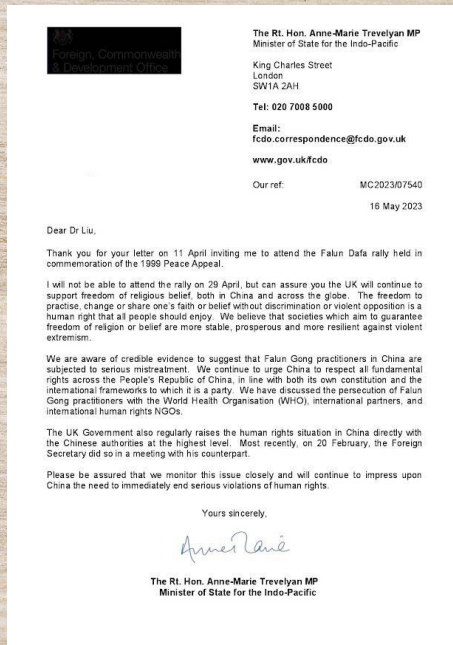 Foreign, Commonwealth
& Development Office
The Rt. Hon. Anne-Marie Trevelyan MP
Minister of State for the Indo-Pacific
King Charles Street
London
SW1A 2AH
Tel: 020 7008 5000
Email:
fcdo.correspondence@fcdo.gov.uk
www.gov.uk/fcdo
Our ref: MC2023/07540
16 May 2023
Dear Dr Liu,
Thank you for your letter on 11 April inviting me to attend the Falun Dafa rally held in
commemoration of the 1999 Peace Appeal.
I will not be able to attend the rally on 29 April, but can assure you the UK will continue to
support freedom of religious belief, both in China and across the globe. The freedom to
practise, change or share one's faith or belief without discrimination or violent opposition is a
human right that all people should enjoy. We believe that societies which aim to guarantee
freedom of religion or belief are more stable, prosperous and more resilient against violent
extremism.
We are aware of credible evidence to suggest that Falun Gong practitioners in China are
subjected to serious mistreatment. We continue to urge China to respect all fundamental
rights across the People's Republic of China, in line with both its own constitution and the
international frameworks to which it is a party. We have discussed the persecution of Falun
Gong practitioners with the World Health Organisation (WHO), international partners, and
international human rights NGOs.
The UK Government also regularly raises the human rights situation in China directly with
the Chinese authorities at the highest level. Most recently, on 20 February, the Foreign
Secretary did so in a meeting with his counterpart.
Please be assured that we monitor this issue closely and will continue to impress upon
China the need to immediately end serious violations of human rights.
Yours sincerely,
Anne-Marie
The Rt. Hon. Anne-Marie Trevelyan MP
Minister of State for the Indo-Pacific